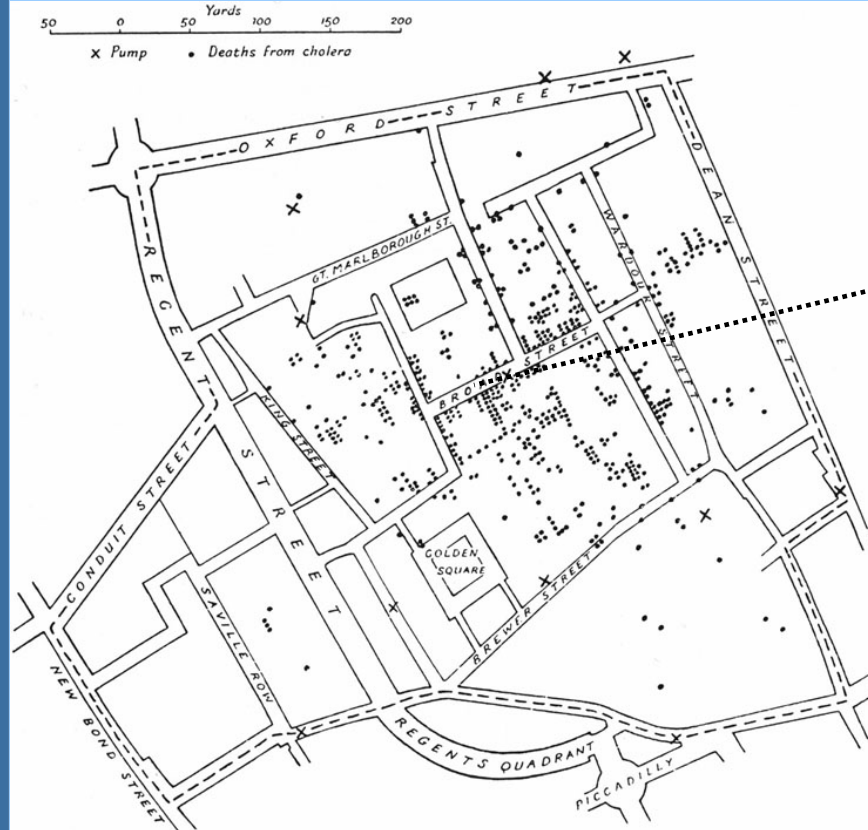 Yards
50 0 50 100 150 200
x Pump • Deaths from cholera
OXFORD STREET
DEAN STREET
WARDOUR STREET
GT. MARLBOROUGH ST.
REGENT STREET
BROAD STREET
KING STREET
CONDUIT STREET
GOLDEN
SQUARE
BREWER STREET
SAVILLE ROW
NEW BOND STREET
REGENTS QUADRANT
PICCADILLY